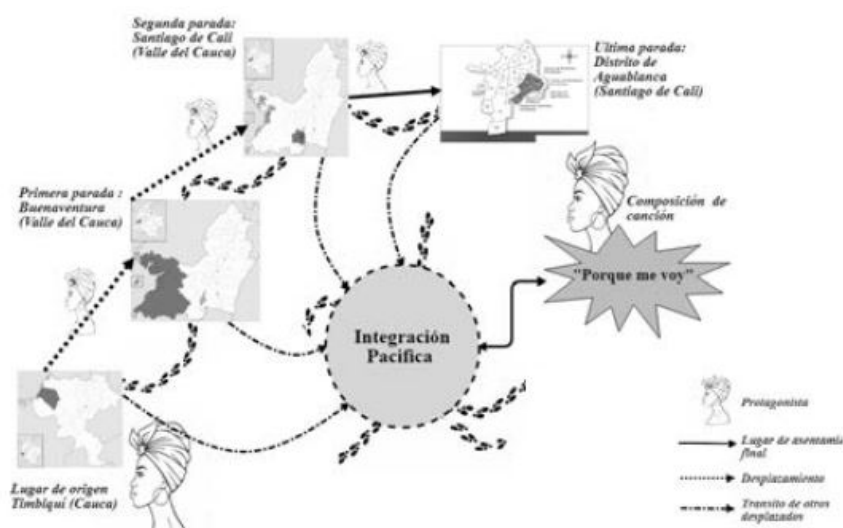 Segunda parada:
Santiago de Cali
(Valle del Cauca)
Ultima parada:
Distrito de
Aguablanca
(Santiago de Cali)
Primera parada :
Buenaventura
(Valle del Cauca)
Composición de
canción
"Porque me voy"
Integración
Pacifica
Lugar de origen
Timbiquí (Cauca)
Protagonista
Lugar de asentamie
final
Desplazamiento
Transito de otros
desplazados